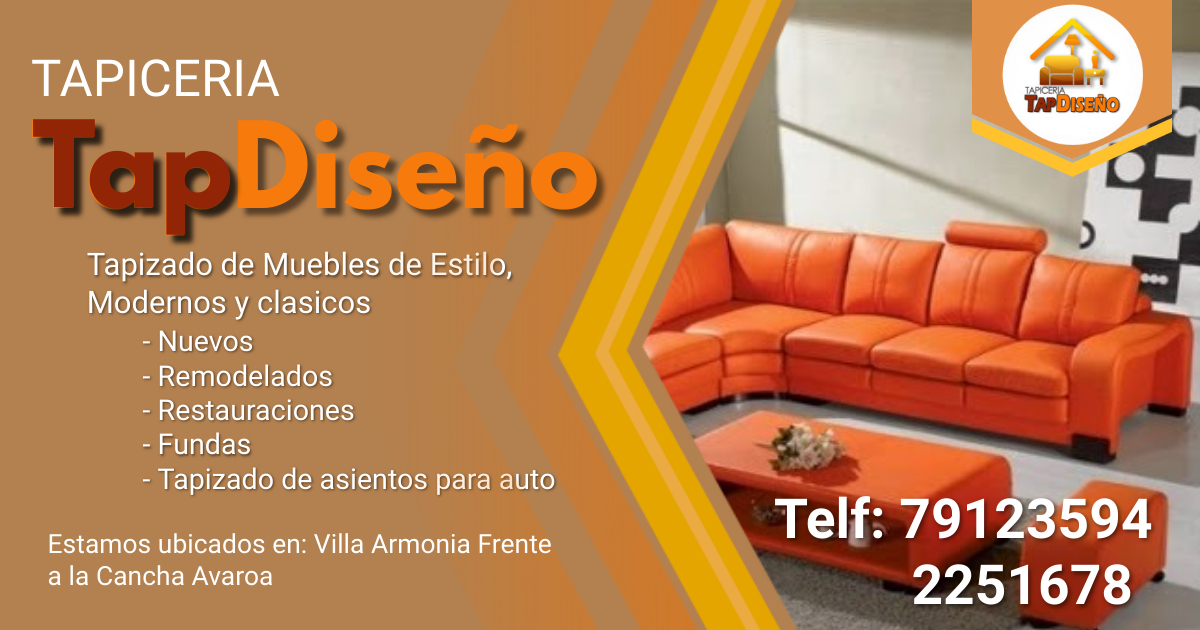 TAPICERIA
TapDiseño
Tapizado de Muebles de Estilo,
Modernos y clasicos
- Nuevos
- Remodelados
- Restauraciones
- Fundas
- Tapizado de asientos para auto
Estamos ubicados en: Villa Armonia Frente
a la Cancha Avaroa
TAPICERIA
TAPDISEÑO
Telf: 79123594
2251678